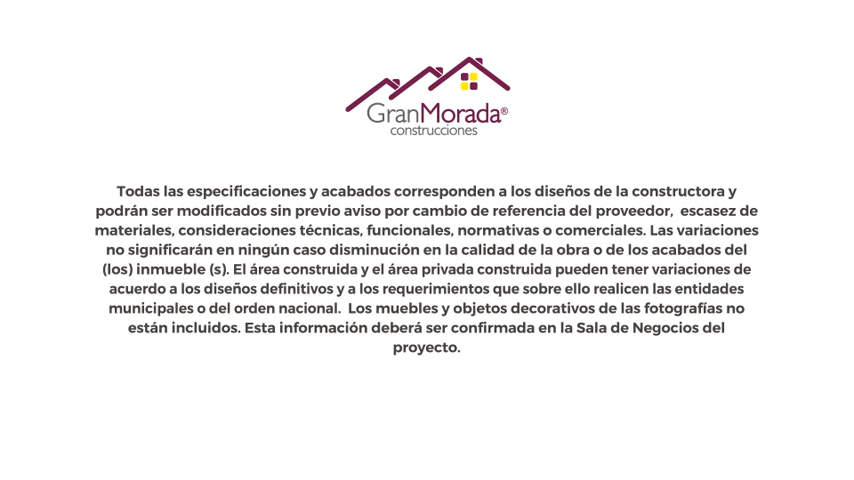 GranMorada®
construcciones
Todas las especificaciones y acabados corresponden a los diseños de la constructora y
podrán ser modificados sin previo aviso por cambio de referencia del proveedor, escasez de
materiales, consideraciones técnicas, funcionales, normativas o comerciales. Las variaciones
no significarán en ningún caso disminución en la calidad de la obra o de los acabados del
(los) inmueble (s). El área construida y el área privada construida pueden tener variaciones de
acuerdo a los diseños definitivos y a los requerimientos que sobre ello realicen las entidades
municipales o del orden nacional. Los muebles y objetos decorativos de las fotografías no
están incluidos. Esta información deberá ser confirmada en la Sala de Negocios del
proyecto.